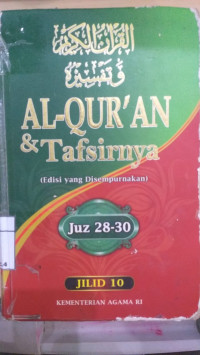 القرآن الكريم
وتفسيره
AL-QUR'AN
& Tafsirnya
(Edisi yang Disempurnakan)
Juz 28-30
JILID 10
KEMENTERIAN AGAMA RI